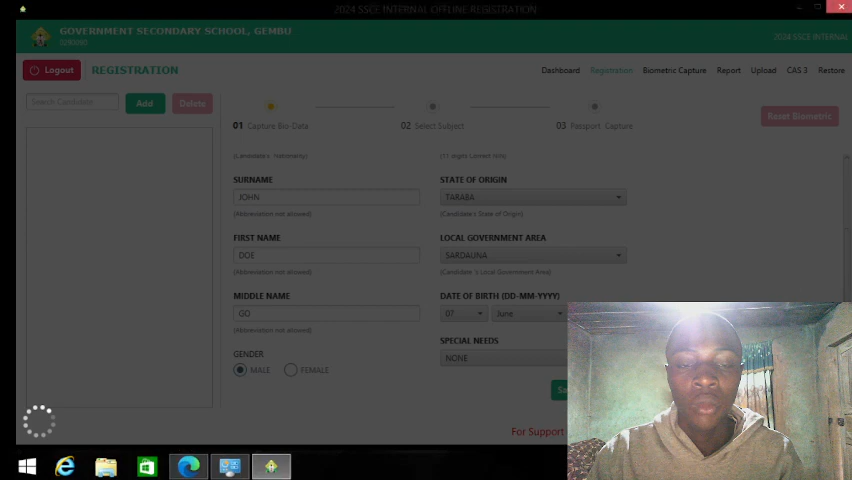 2024 SSCE INTERNAL OFFLINE REGISTRATION
GOVERNMENT SECONDARY SCHOOL, GEMBU
2024 SSCE INTERNAL
Logout
REGISTRATION
Dashboard Registration Biometric Capture Report Upload CAS 3 Restore
Search Candidate
Add
Delete
01 Capture Bio-Data
02 Select Subject
03 Passport Capture
Reset Biometric
(Candidate's Nationality)
(11 digits Correct NIN)
SURNAME
JOHN
(Abbreviation not allowed)
STATE OF ORIGIN
TARABA
(Candidate's State of Origin)
FIRST NAME
DOE
(Abbreviation not allowed)
LOCAL GOVERNMENT AREA
SARDAUNA
(Candidate 's Local Government Area)
MIDDLE NAME
GO
(Abbreviation not allowed)
DATE OF BIRTH (DD-MM-YYYY)
07 June
GENDER
MALE FEMALE
SPECIAL NEEDS
NONE
For Support